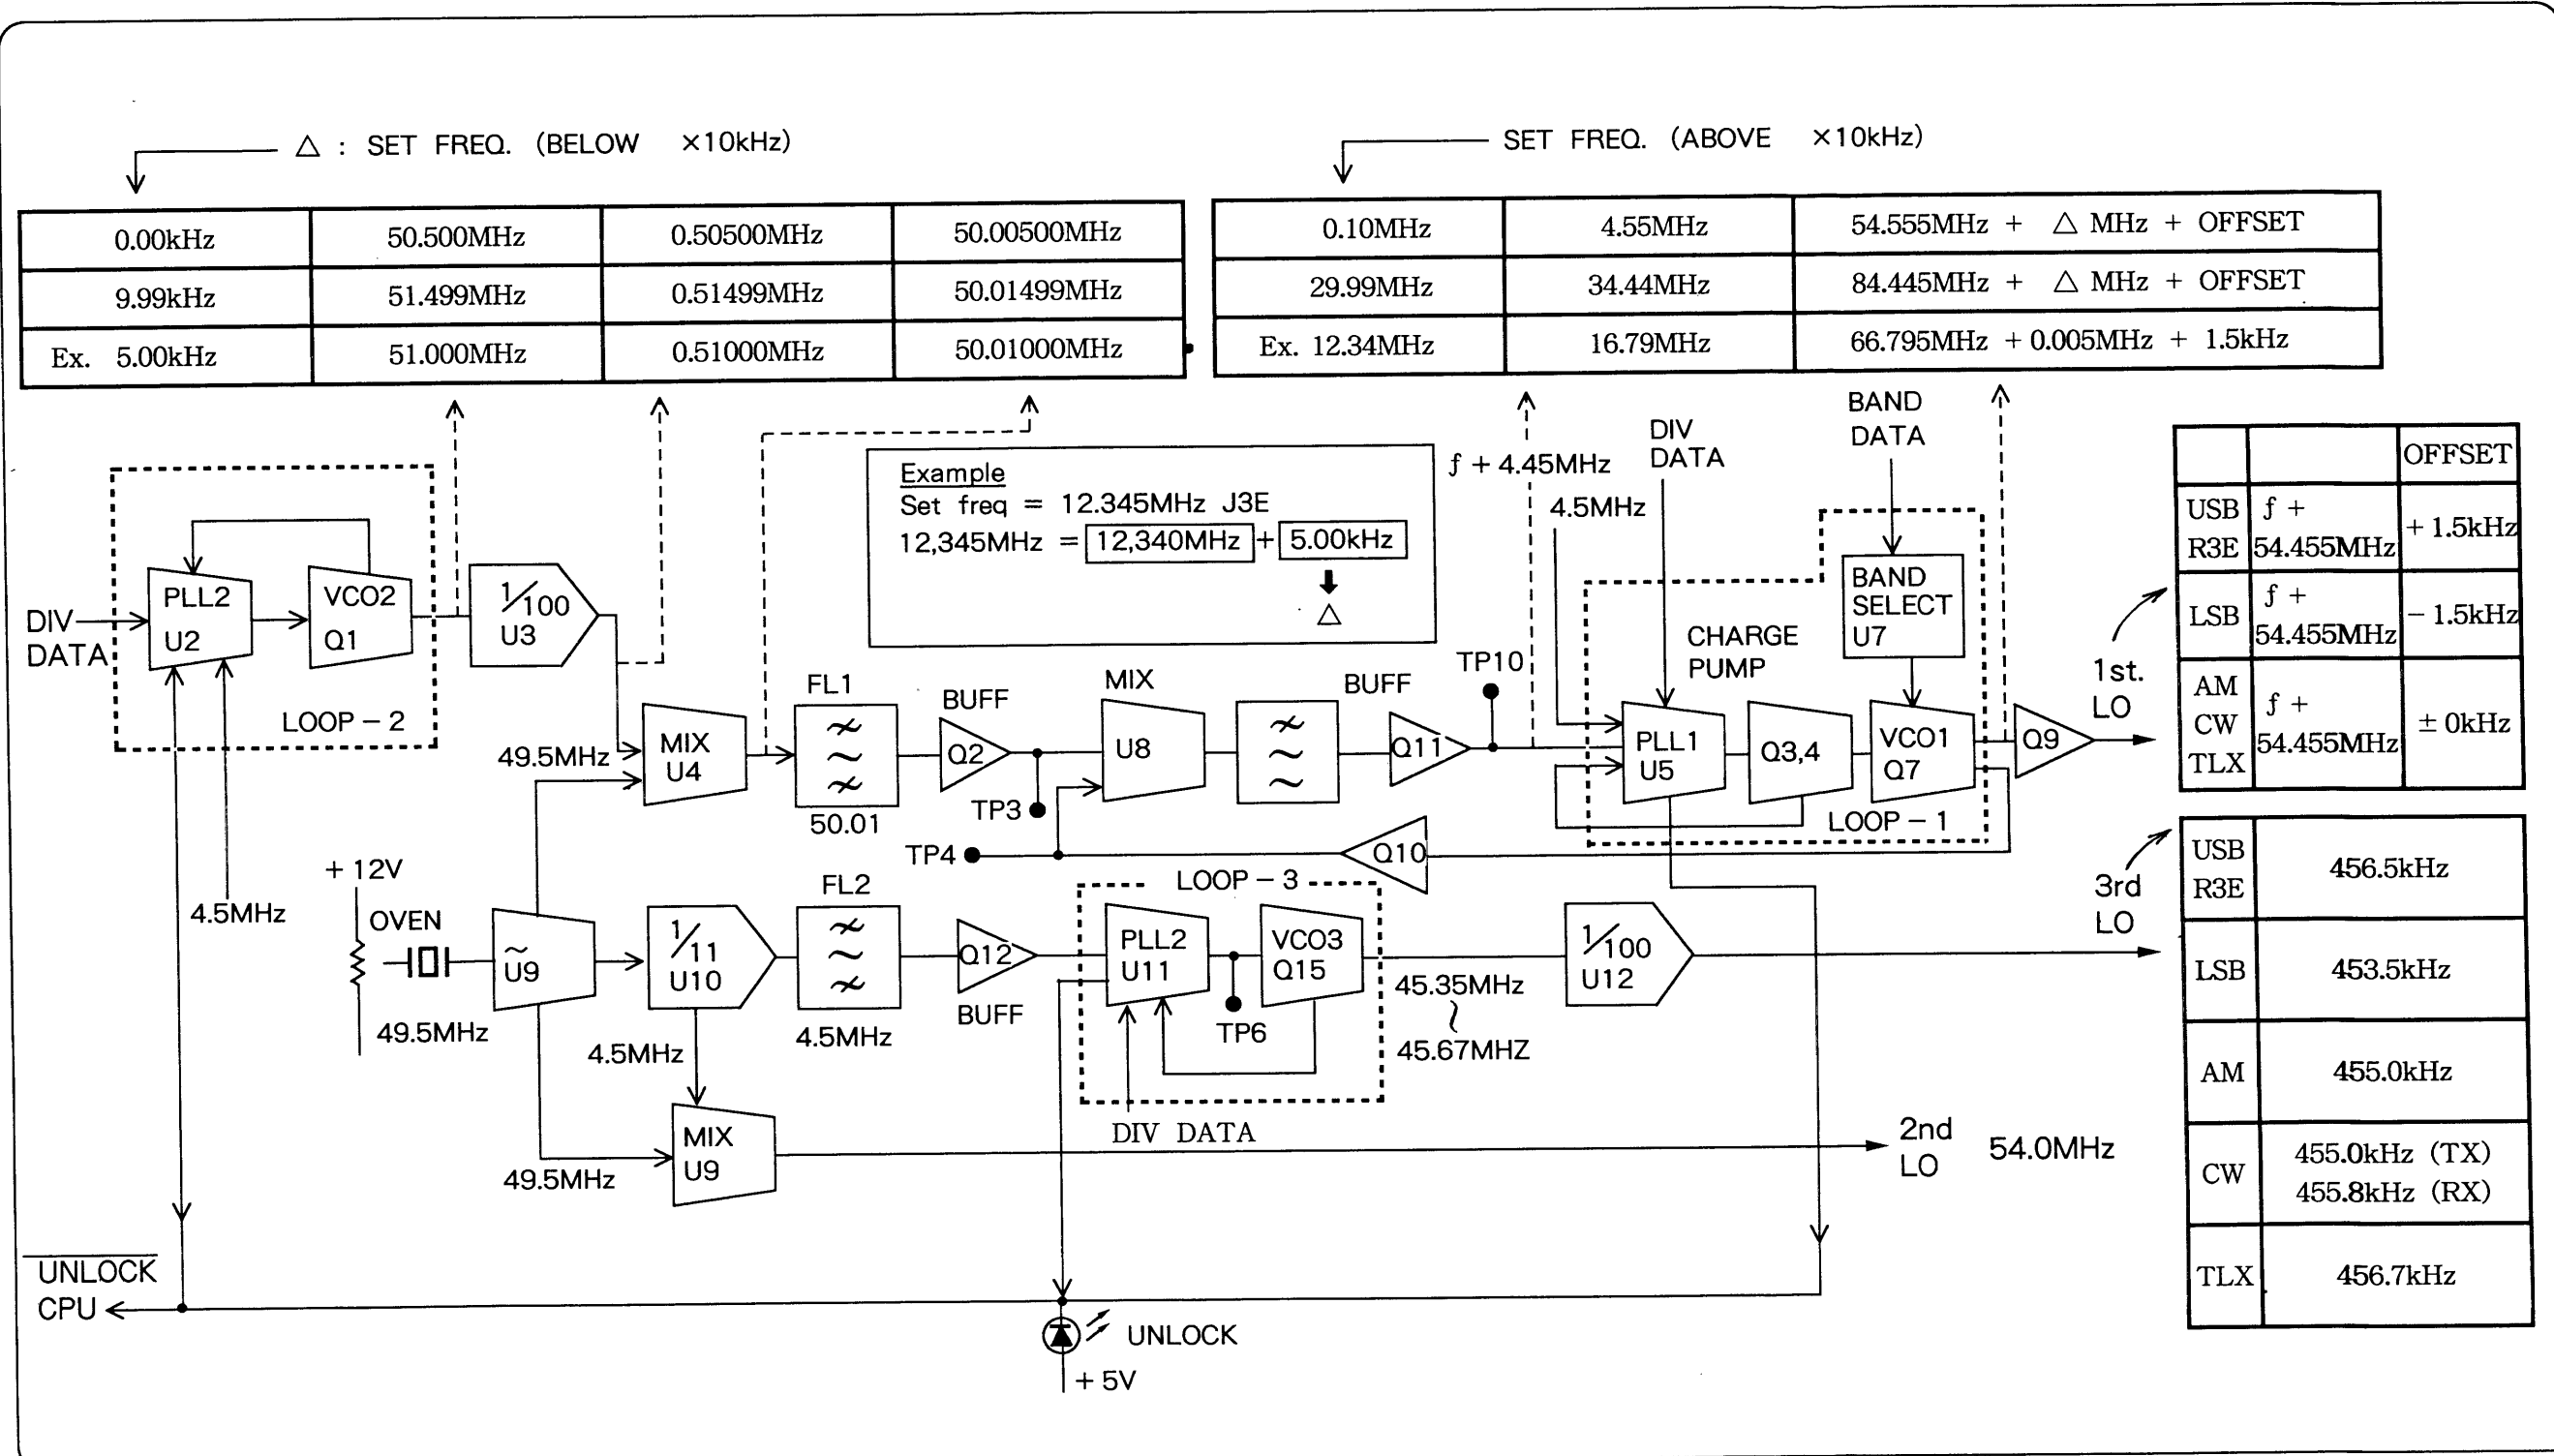 △ : SET FREQ. (BELOW ×10kHz)
SET FREQ. (ABOVE ×10kHz)
0.00kHz 50.500MHz 0.50500MHz 50.00500MHz
9.99kHz 51.499MHz 0.51499MHz 50.01499MHz
Ex. 5.00kHz 51.000MHz 0.51000MHz 50.01000MHz
0.10MHz 4.55MHz 54.555MHz + △ MHz + OFFSET
29.99MHz 34.44MHz 84.445MHz + △ MHz + OFFSET
Ex. 12.34MHz 16.79MHz 66.795MHz + 0.005MHz + 1.5kHz
Example
Set freq = 12.345MHz J3E
12,345MHz = 12,340MHz + 5.00kHz
△
f + 4.45MHz
4.5MHz
DIV
DATA
BAND
DATA
BAND
SELECT
U7
DIV
DATA
PLL2
U2
VCO2
Q1
LOOP - 2
1/100
U3
4.5MHz
49.5MHz
MIX
U4
FL1
50.01
BUFF
Q2
TP3
MIX
U8
BUFF
Q11
TP10
CHARGE
PUMP
PLL1
U5
Q3,4
VCO1
Q7
LOOP - 1
Q9
1st.
LO
TP4
Q10
OFFSET
USB
R3E
f +
54.455MHz
+ 1.5kHz
LSB
f +
54.455MHz
- 1.5kHz
AM
CW
TLX
f +
54.455MHz
± 0kHz
+ 12V
OVEN
49.5MHz
~
U9
1/11
U10
4.5MHz
FL2
4.5MHz
Q12
BUFF
LOOP - 3
PLL2
U11
TP6
VCO3
Q15
DIV DATA
45.35MHz
~
45.67MHZ
1/100
U12
3rd
LO
USB
R3E
456.5kHz
LSB 453.5kHz
AM 455.0kHz
CW
455.0kHz (TX)
455.8kHz (RX)
TLX 456.7kHz
49.5MHz
MIX
U9
2nd
LO
54.0MHz
UNLOCK
CPU
UNLOCK
+ 5V